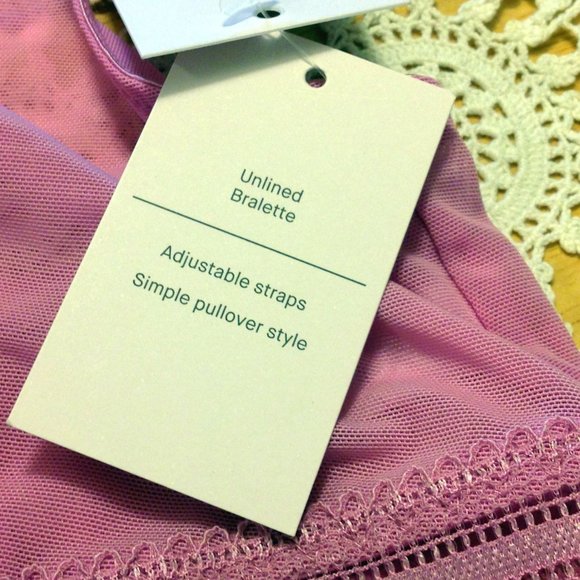 Unlined
Bralette
Adjustable straps
Simple pullover style